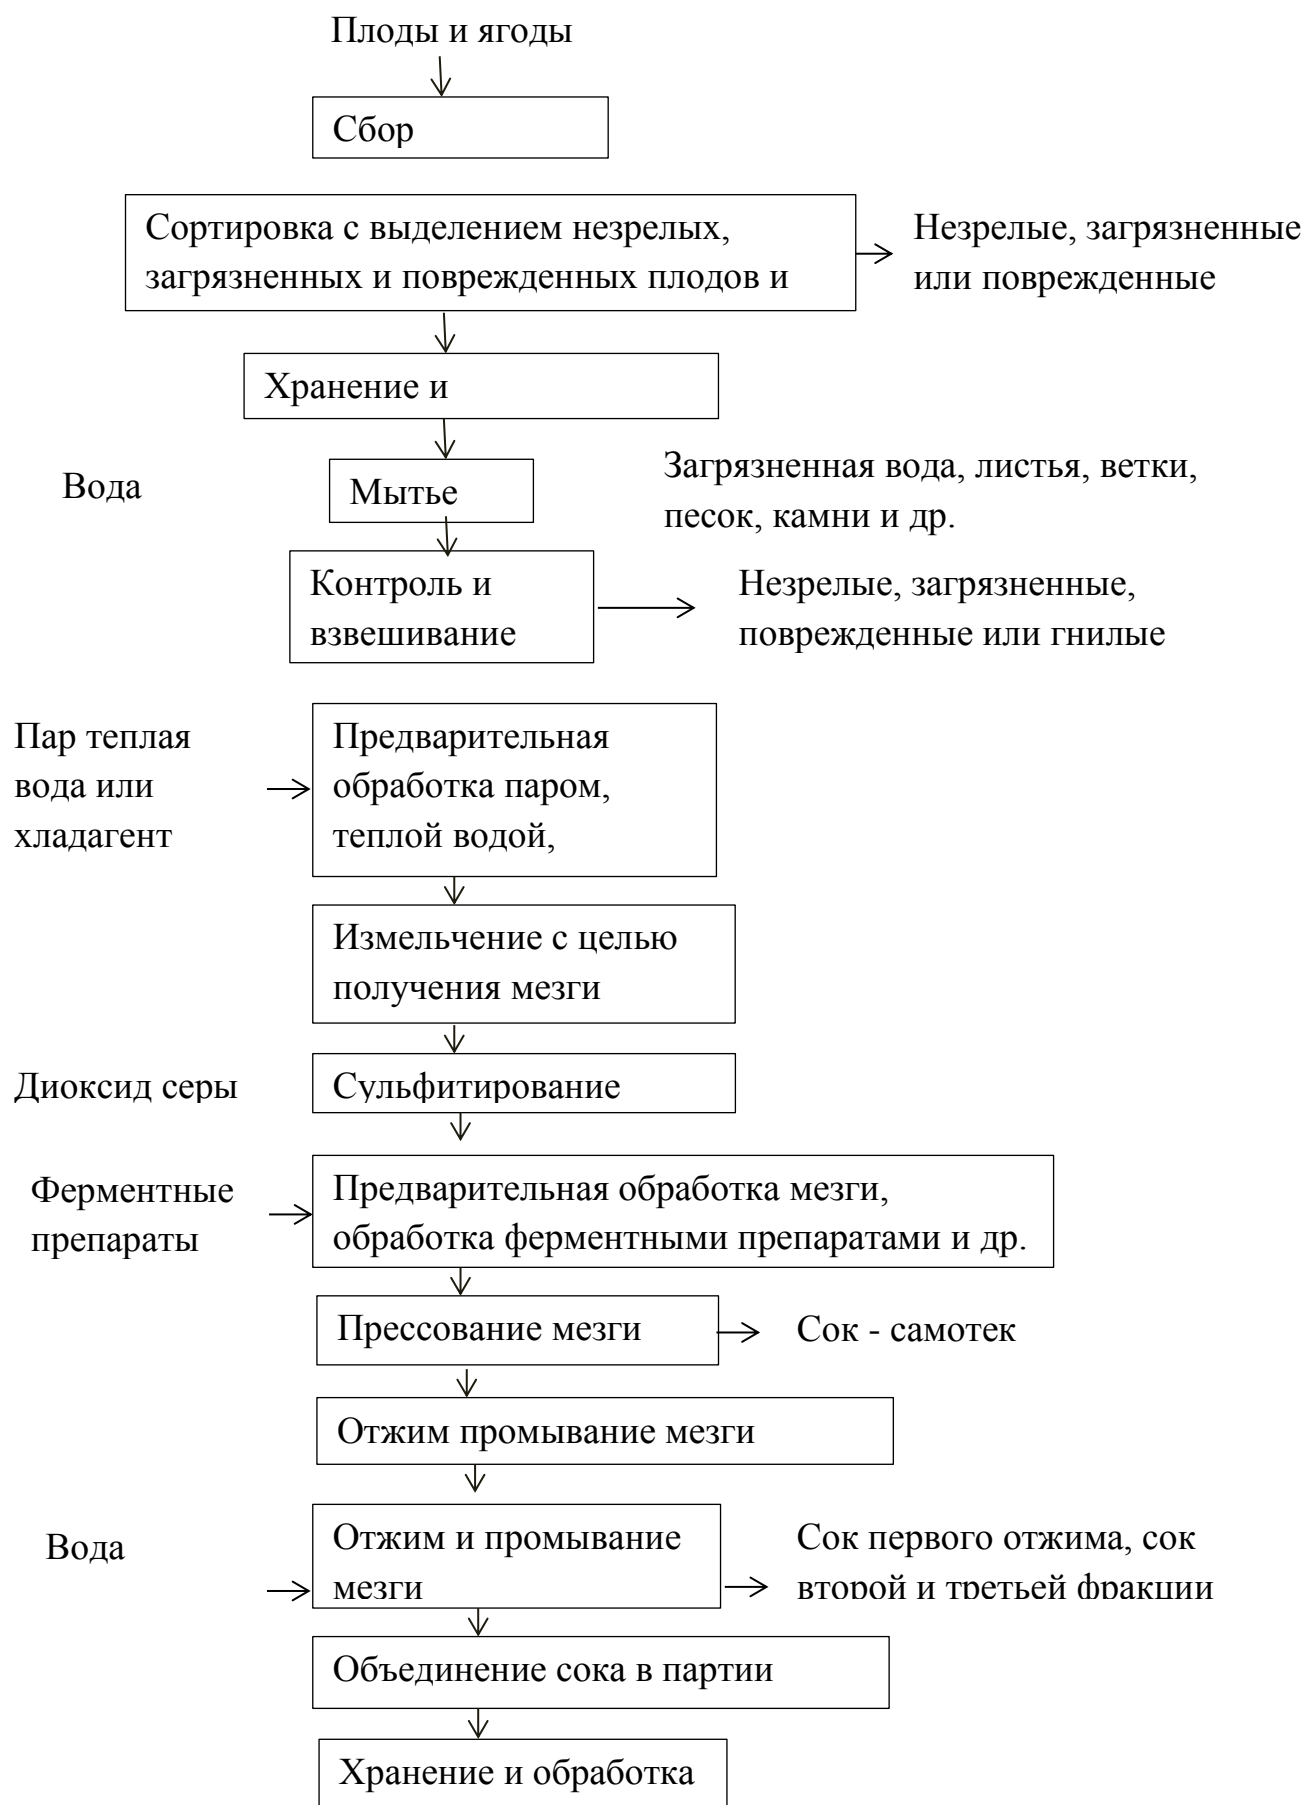 Плоды и ягоды
Сбор
Сортировка с выделением незрелых,
загрязненных и поврежденных плодов и
Незрелые, загрязненные
или поврежденные
Хранение и
Вода
Мытье
Загрязненная вода, листья, ветки,
песок, камни и др.
Контроль и
взвешивание
Незрелые, загрязненные,
поврежденные или гнилые
Пар теплая
вода или
хладагент
Предварительная
обработка паром,
теплой водой,
Измельчение с целью
получения мезги
Диоксид серы
Сульфитирование
Ферментные
препараты
Предварительная обработка мезги,
обработка ферментными препаратами и др.
Прессование мезги
Сок - самотек
Отжим промывание мезги
Вода
Отжим и промывание
мезги
Сок первого отжима, сок
второй и третьей фракции
Объединение сока в партии
Хранение и обработка